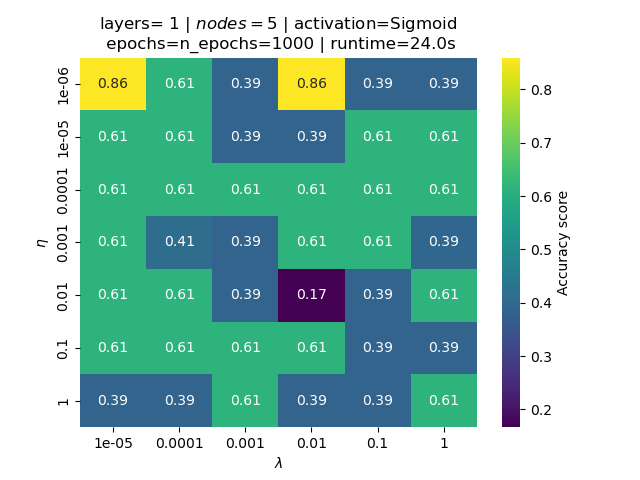 layers= 1 | nodes = 5 | activation=Sigmoid
epochs=n_epochs=1000 | runtime=24.0s
1e-06 0.86 0.61 0.39 0.86 0.39 0.39
1e-05 0.61 0.61 0.39 0.39 0.61 0.61
0.0001 0.61 0.61 0.61 0.61 0.61 0.61
0.001 0.61 0.41 0.39 0.61 0.61 0.39
0.01 0.61 0.61 0.39 0.17 0.39 0.61
0.1 0.61 0.61 0.61 0.61 0.39 0.39
1 0.39 0.39 0.61 0.39 0.39 0.61
1e-05 0.0001 0.001 0.01 0.1 1
λ
η
0.8
0.7
0.6
0.5
0.4
0.3
0.2
Accuracy score